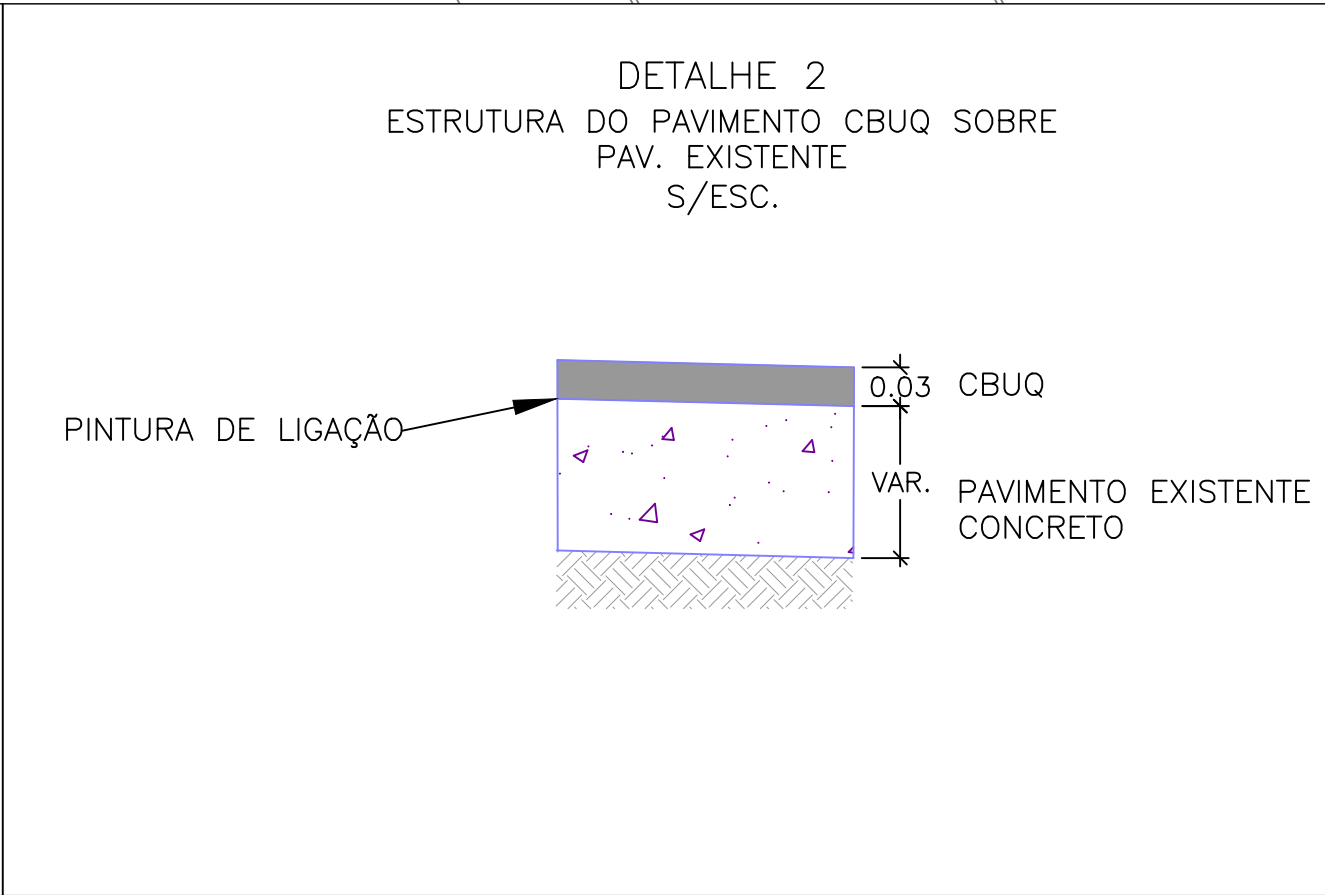 DETALHE 2
ESTRUTURA DO PAVIMENTO CBUQ SOBRE
PAV. EXISTENTE
S/ESC.
0.03 CBUQ
PINTURA DE LIGAÇÃO
VAR. PAVIMENTO EXISTENTE
CONCRETO